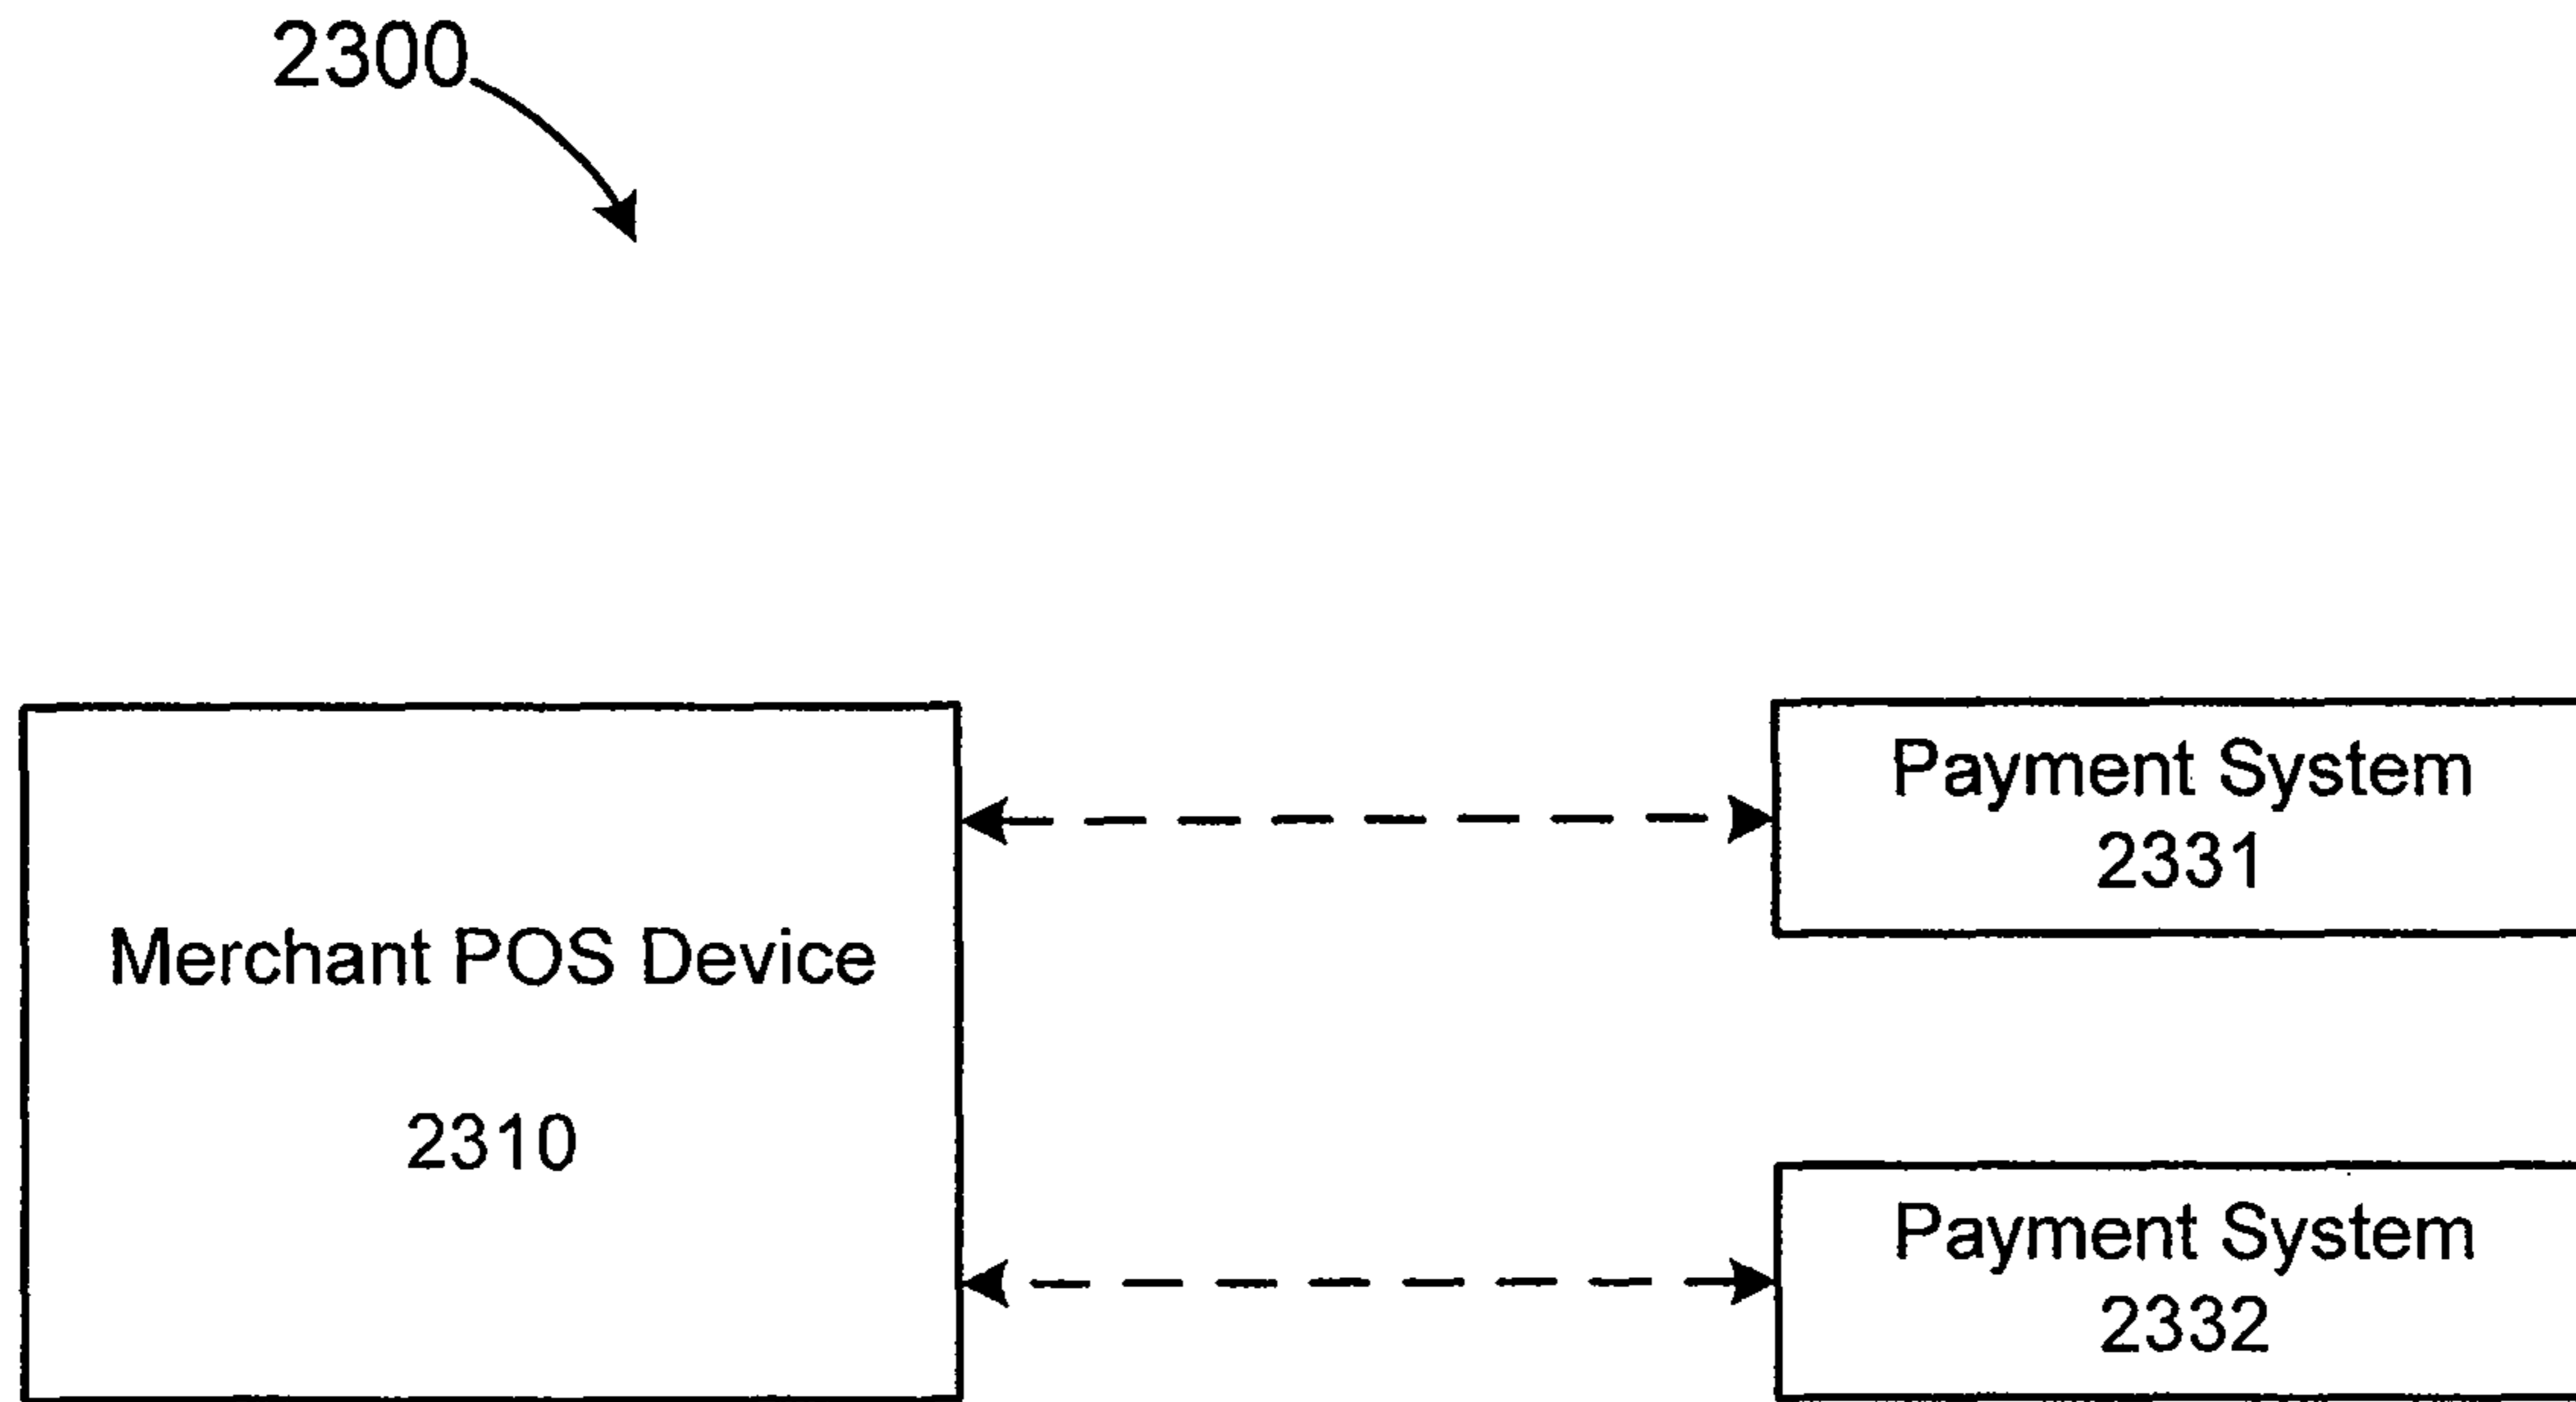 2300
Merchant POS Device
2310
Payment System
2331
Payment System
2332